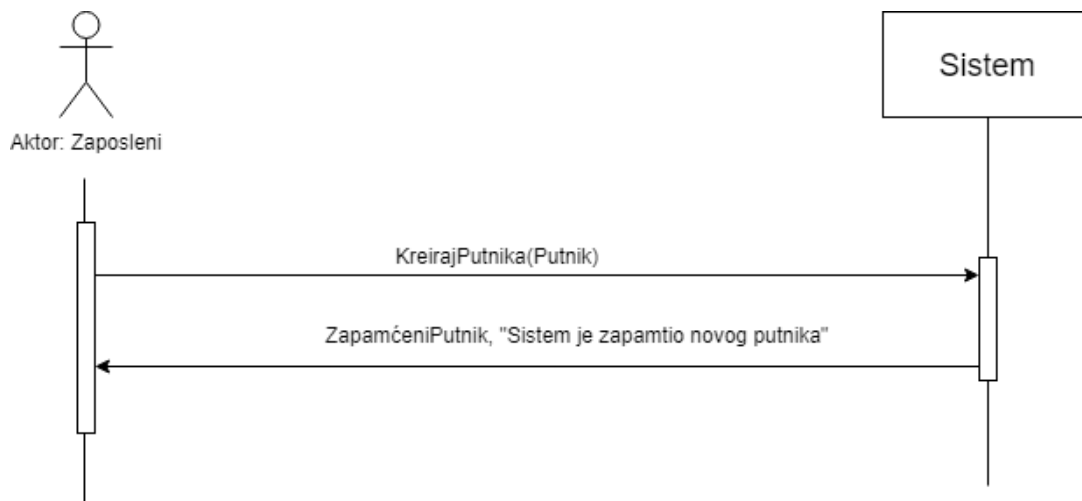 Sistem
Aktor: Zaposleni
KreirajPutnika(Putnik)
ZapamćeniPutnik, "Sistem je zapamtio novog putnika"